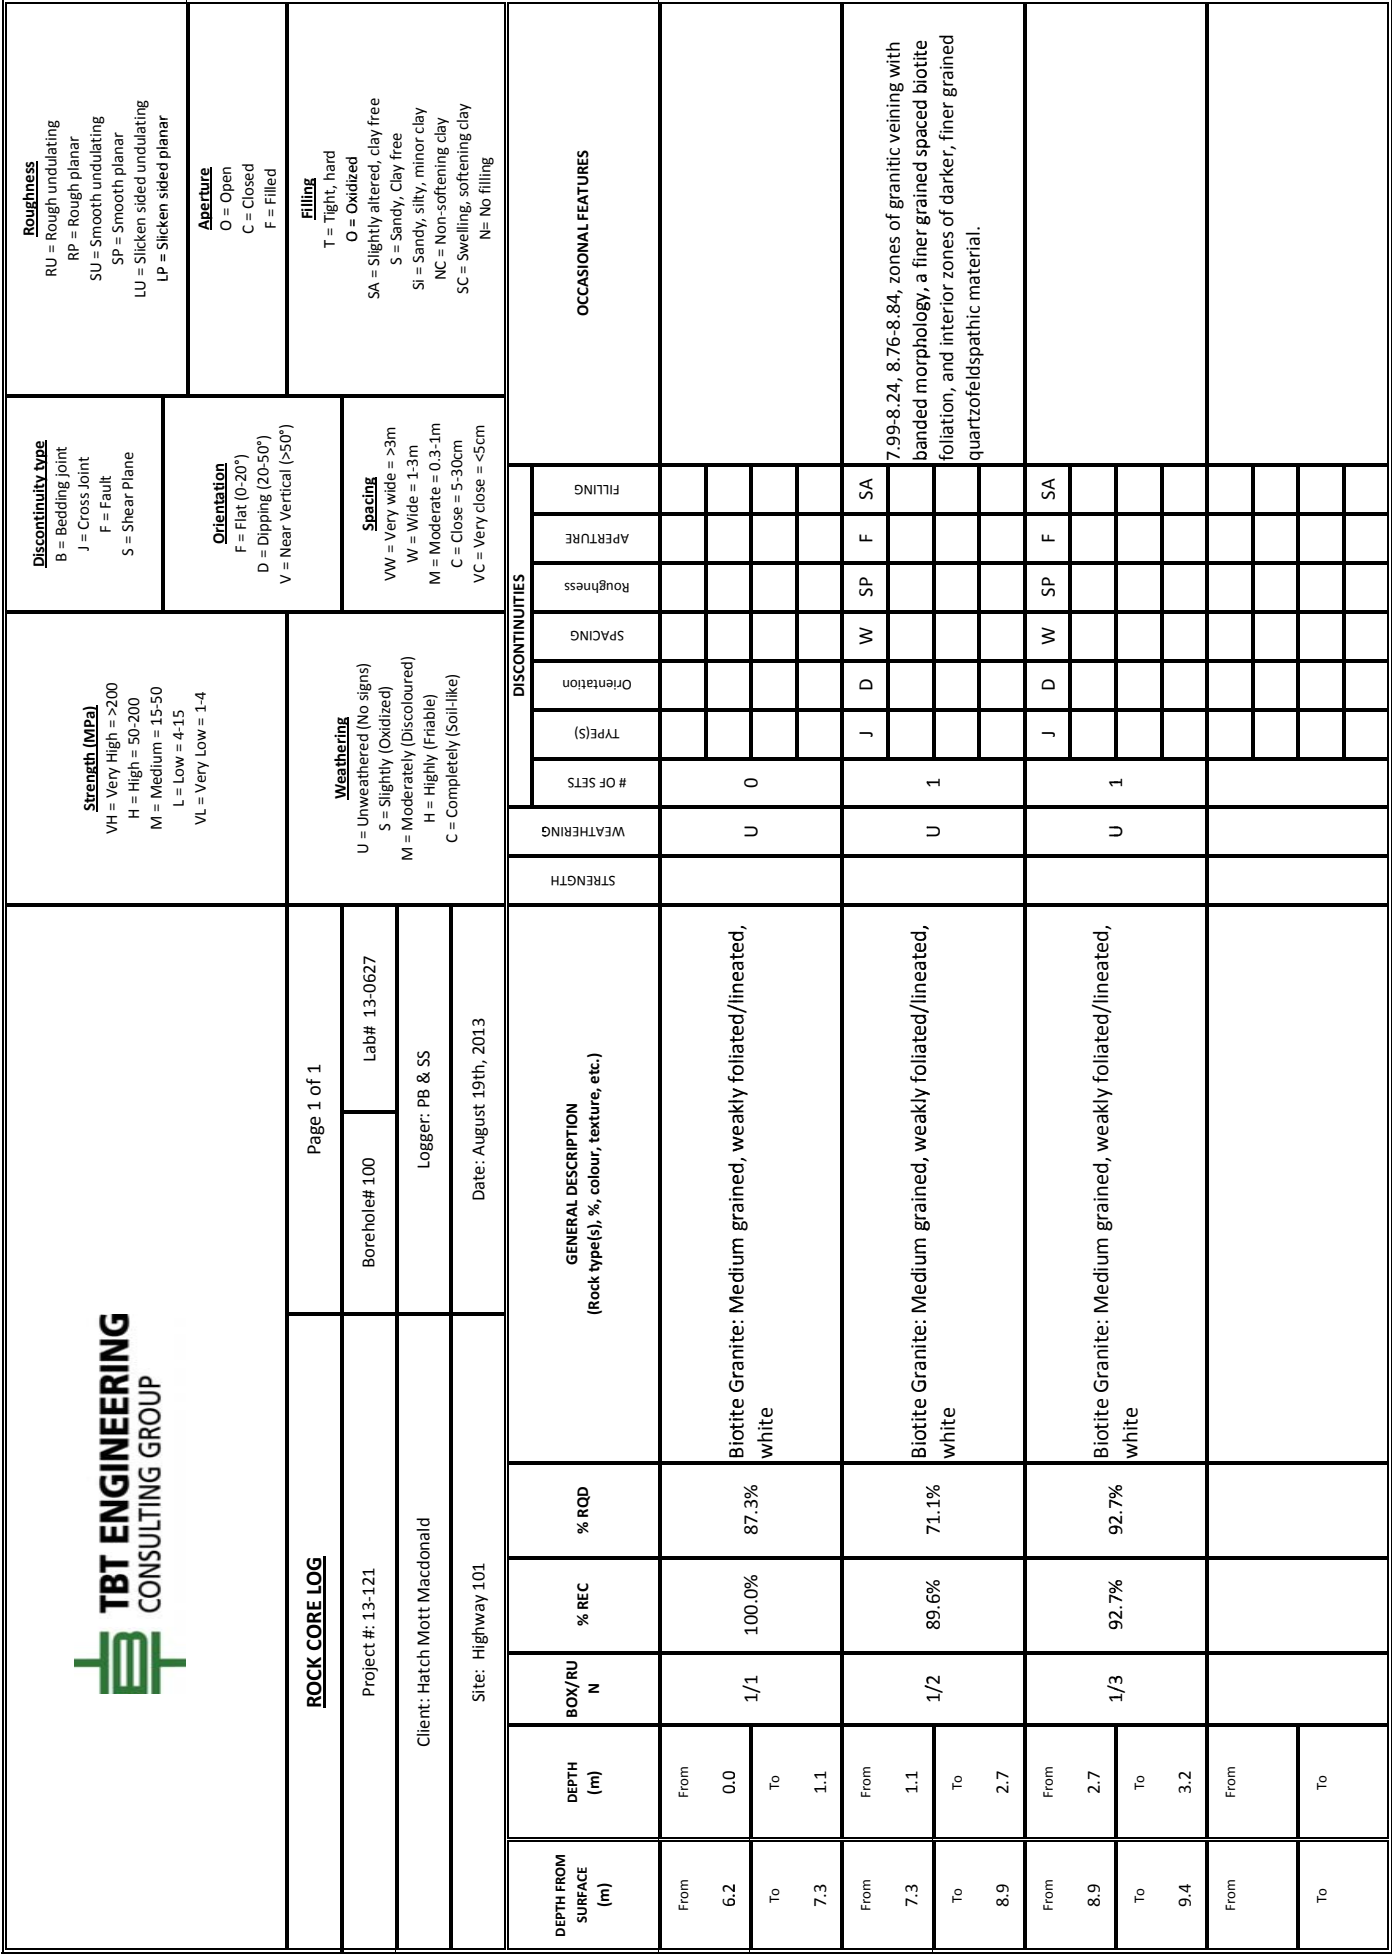 TBT ENGINEERING
CONSULTING GROUP
Strength (MPa)
VH = Very High = >200
H = High = 50-200
M = Medium = 15-50
L = Low = 4-15
VL = Very Low = 1-4
Discontinuity type
B = Bedding joint
J = Cross Joint
F = Fault
S = Shear Plane
Roughness
RU = Rough undulating
RP = Rough planar
SU = Smooth undulating
SP = Smooth planar
LU = Slicken sided undulating
LP = Slicken sided planar
Orientation
F = Flat (0-20°)
D = Dipping (20-50°)
V = Near Vertical (>50°)
Aperture
O = Open
C = Closed
F = Filled
ROCK CORE LOG
Page 1 of 1
Project #: 13-121
Borehole# 100
Lab# 13-0627
Client: Hatch Mott Macdonald
Logger: PB & SS
Site: Highway 101
Date: August 19th, 2013
Weathering
U = Unweathered (No signs)
S = Slightly (Oxidized)
M = Moderately (Discoloured)
H = Highly (Friable)
C = Completely (Soil-like)
Spacing
VW = Very wide = >3m
W = Wide = 1-3m
M = Moderate = 0.3-1m
C = Close = 5-30cm
VC = Very close = <5cm
Filling
T = Tight, hard
O = Oxidized
SA = Slightly altered, clay free
S = Sandy, Clay free
Si = Sandy, silty, minor clay
NC = Non-softening clay
SC = Swelling, softening clay
N= No filling
DEPTH FROM
SURFACE
(m)
DEPTH
(m)
BOX/RU
N
% REC
% RQD
GENERAL DESCRIPTION
(Rock type(s), %, colour, texture, etc.)
STRENGTH
WEATHERING
DISCONTINUITIES
# OF SETS
TYPE(S)
Orientation
SPACING
Roughness
APERTURE
FILLING
OCCASIONAL FEATURES
From
6.2
To
7.3
From
0.0
To
1.1
1/1
100.0%
87.3%
Biotite Granite: Medium grained, weakly foliated/lineated,
white
U
0
From
7.3
To
8.9
From
1.1
To
2.7
1/2
89.6%
71.1%
Biotite Granite: Medium grained, weakly foliated/lineated,
white
U
1
J
D
W
SP
F
SA
7.99-8.24, 8.76-8.84, zones of granitic veining with
banded morphology, a finer grained spaced biotite
foliation, and interior zones of darker, finer grained
quartzofeldspathic material.
From
8.9
To
9.4
From
2.7
To
3.2
1/3
92.7%
92.7%
Biotite Granite: Medium grained, weakly foliated/lineated,
white
U
1
J
D
W
SP
F
SA
From
To
From
To